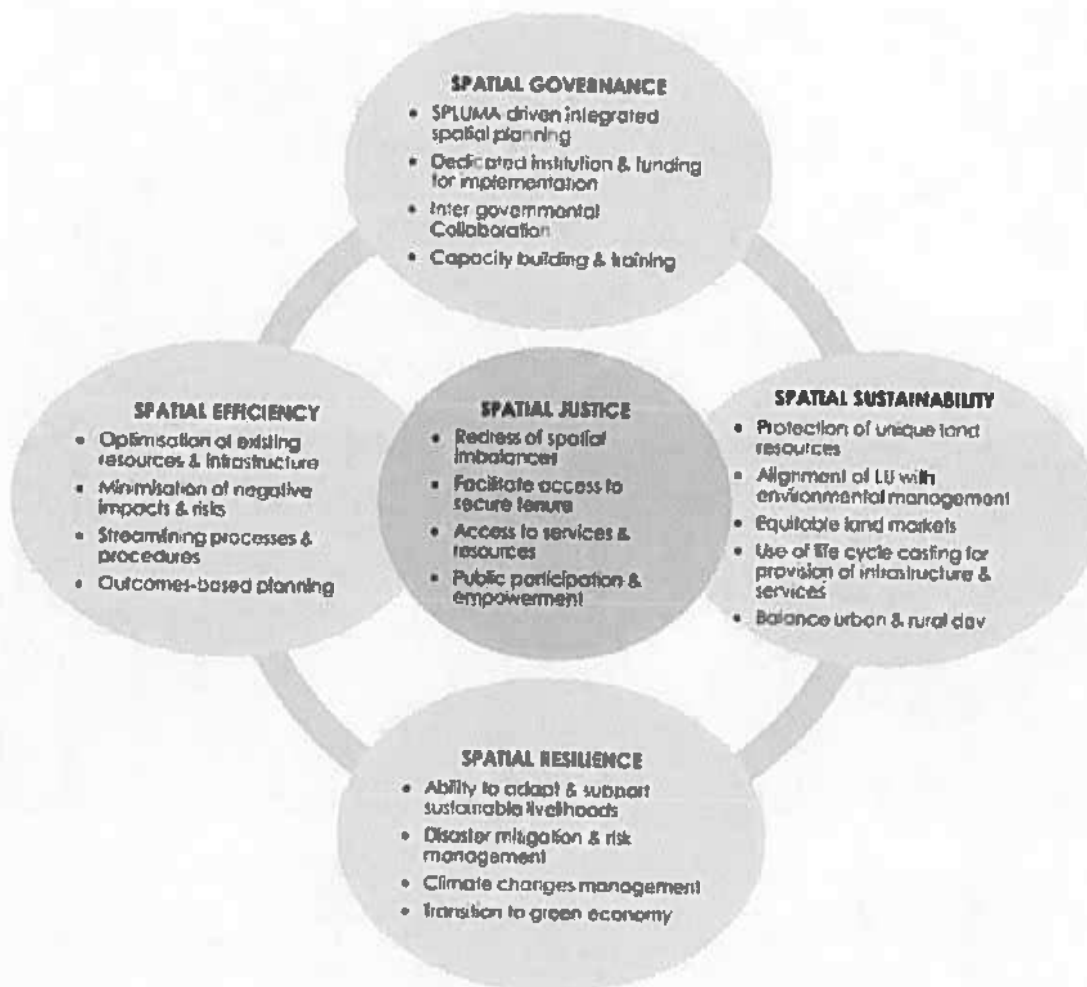 SPATIAL GOVERNANCE
• SPLUMA driven integrated
spatial planning
• Dedicated institution & funding
for implementation
• Inter governmental
Collaboration
• Capacity building & training
SPATIAL EFFICIENCY
• Optimisation of existing
resources & infrastructure
• Minimisation of negative
impacts & risks
• Streamlining processes &
procedures
• Outcomes-based planning
SPATIAL JUSTICE
• Redress of spatial
imbalances
• Facilitate access to
secure tenure
• Access to services &
resources
• Public participation &
empowerment
SPATIAL SUSTAINABILITY
• Protection of unique land
resources
• Alignment of LU with
environmental management
• Equitable land markets
• Use of life cycle costing for
provision of infrastructure &
services
• Balance urban & rural dev
SPATIAL RESILIENCE
• Ability to adapt & support
sustainable livelihoods
• Disaster mitigation & risk
management
• Climate changes management
• Transition to green economy